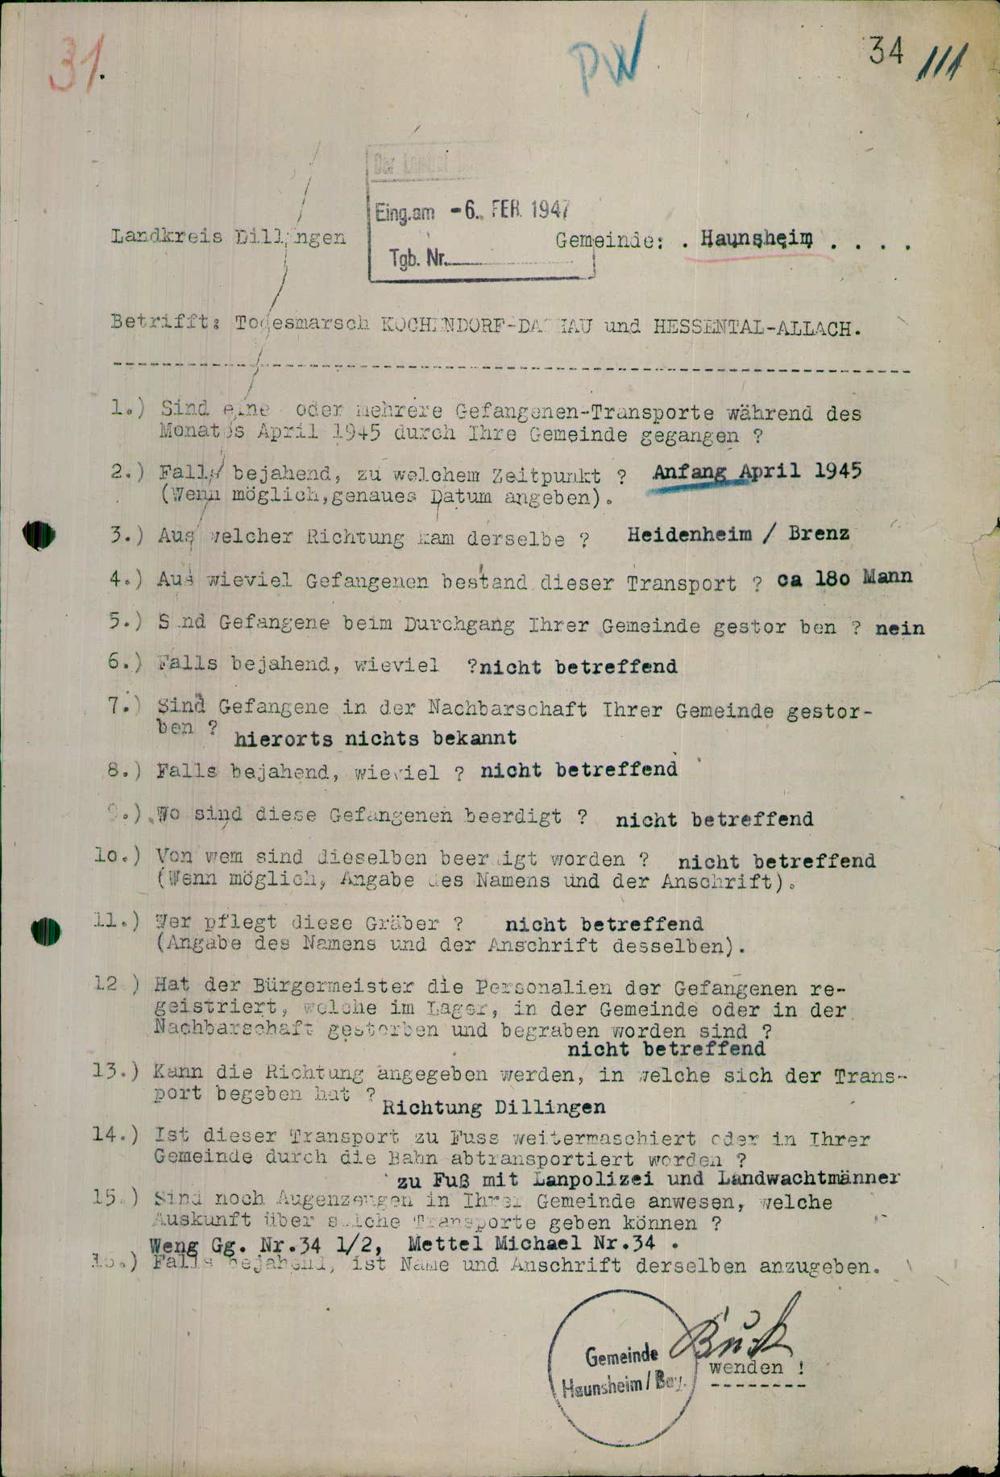 31.
PW
34
111
Eing.am -6. FEB. 1947
Landkreis Dillingen
Gemeinde: . Haunsheim . . . .
Tgb. Nr.
Betrifft: Todesmarsch KOCHENDORF-DACHAU und HESSENTAL-ALLACH.
1.) Sind eine oder mehrere Gefangenen-Transporte während des
Monats April 1945 durch Ihre Gemeinde gegangen ?
2.) Falls bejahend, zu welchem Zeitpunkt ? Anfang April 1945
(Wenn möglich,genaues Datum angeben).
3.) Aus welcher Richtung kam derselbe ? Heidenheim / Brenz
4.) Aus wieviel Gefangenen bestand dieser Transport ? ca 18o Mann
5.) Sind Gefangene beim Durchgang Ihrer Gemeinde gestor ben ? nein
6.) Falls bejahend, wieviel ?nicht betreffend
7.) Sind Gefangene in der Nachbarschaft Ihrer Gemeinde gestor-
ben ?
hierorts nichts bekannt
8.) Falls bejahend, wieviel ? nicht betreffend
9.) Wo sind diese Gefangenen beerdigt ? nicht betreffend
1o.) Von wem sind dieselben beerdigt worden ? nicht betreffend
(Wenn möglich, Angabe des Namens und der Anschrift).
11.) Wer pflegt diese Gräber ? nicht betreffend
(Angabe des Namens und der Anschrift desselben).
12 ) Hat der Bürgermeister die Personalien der Gefangenen re-
geistriert, welche im Lager, in der Gemeinde oder in der
Nachbarschaft gestorben und begraben worden sind ?
nicht betreffend
13.) Kann die Richtung angegeben werden, in welche sich der Trans-
port begeben hat ?
Richtung Dillingen
14.) Ist dieser Transport zu Fuss weitermaschiert oder in Ihrer
Gemeinde durch die Bahn abtransportiert worden ?
zu Fuß mit Lanpolizei und Landwachtmänner
15.) Sind noch Augenzeugen in Ihrer Gemeinde anwesen, welche
Auskunft über solche Transporte geben können ?
Weng Gg. Nr.34 1/2, Mettel Michael Nr.34 .
16.) Falls bejahend, ist Name und Anschrift derselben anzugeben.
Gemeinde
Haunsheim / Bay.
wenden !